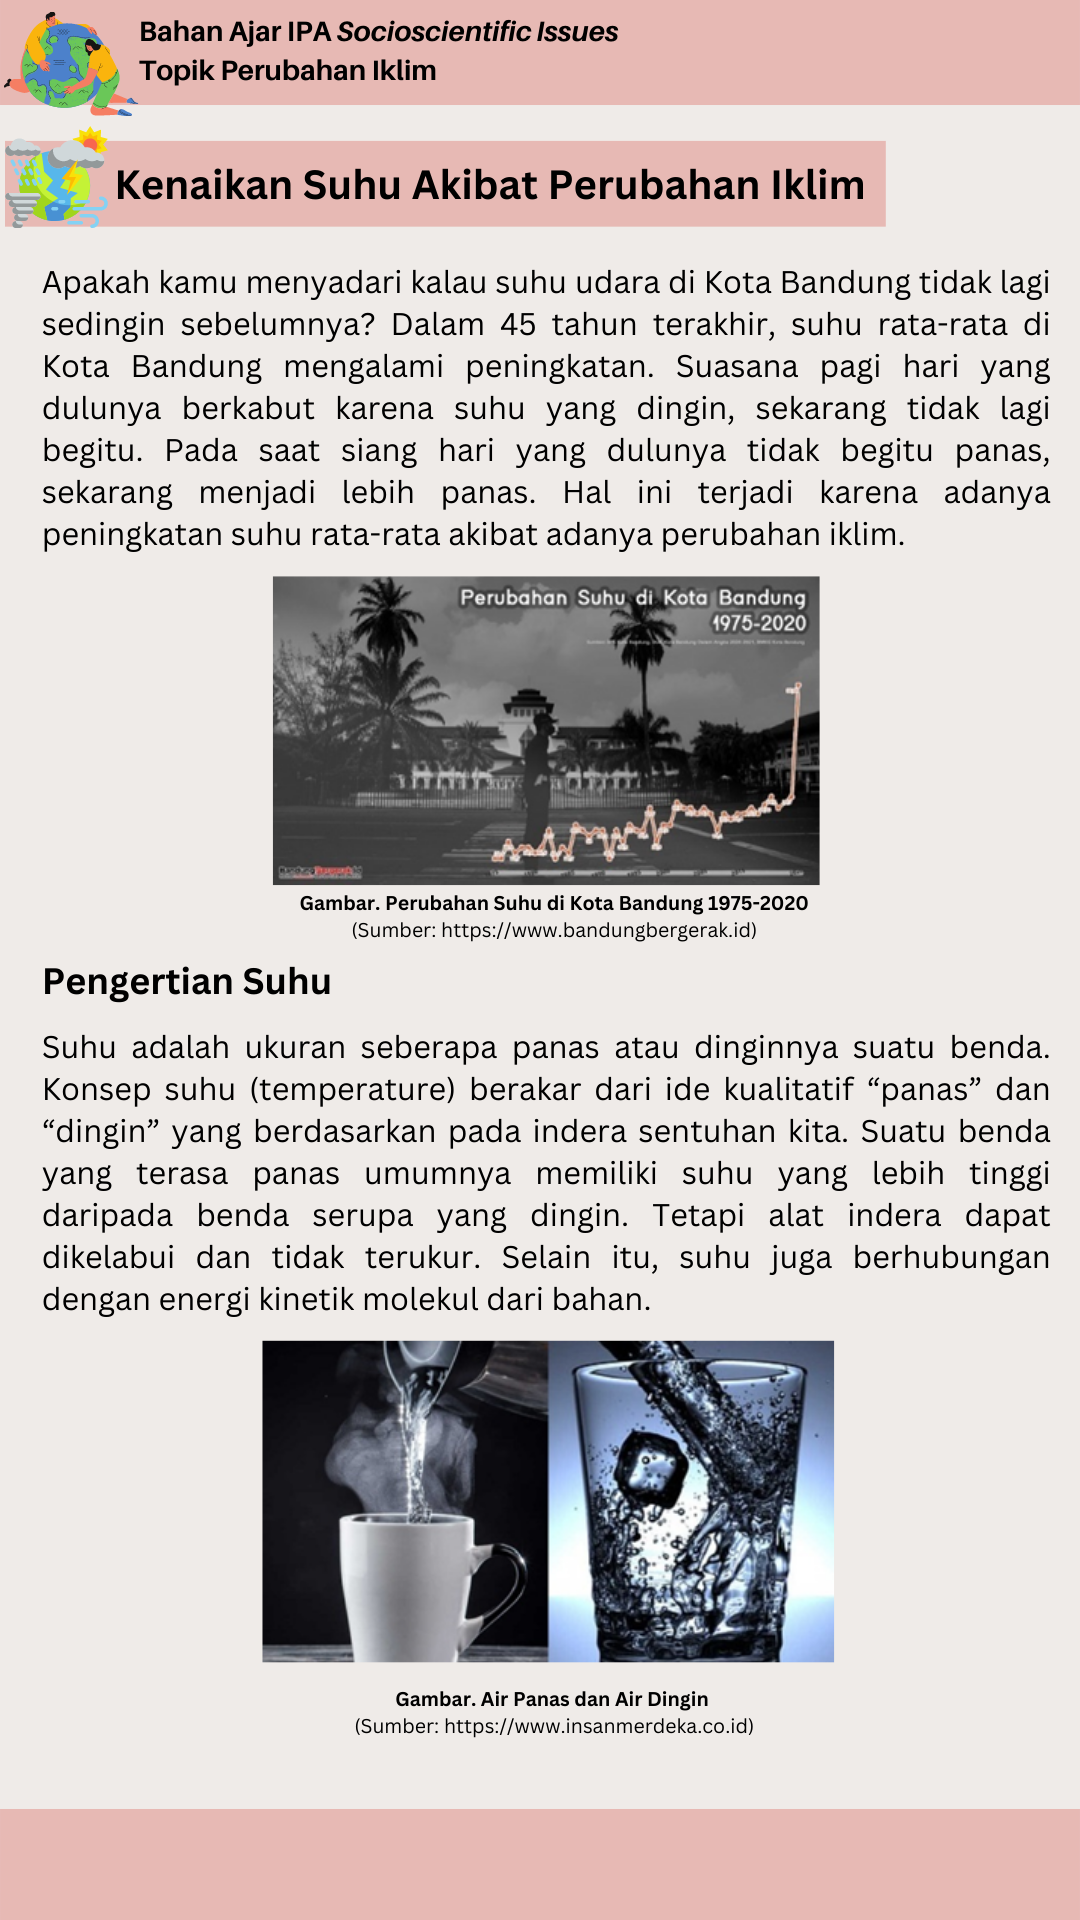 Bahan Ajar IPA Socioscientific Issues
Topik Perubahan Iklim
Kenaikan Suhu Akibat Perubahan Iklim
Apakah kamu menyadari kalau suhu udara di Kota Bandung tidak lagi
sedingin sebelumnya? Dalam 45 tahun terakhir, suhu rata-rata di
Kota Bandung mengalami peningkatan. Suasana pagi hari yang
dulunya berkabut karena suhu yang dingin, sekarang tidak lagi
begitu. Pada saat siang hari yang dulunya tidak begitu panas,
sekarang menjadi lebih panas. Hal ini terjadi karena adanya
peningkatan suhu rata-rata akibat adanya perubahan iklim.
Perubahan Suhu di Kota Bandung
1975-2020
Gambar. Perubahan Suhu di Kota Bandung 1975-2020
(Sumber: https://www.bandungbergerak.id)
Pengertian Suhu
Suhu adalah ukuran seberapa panas atau dinginnya suatu benda.
Konsep suhu (temperature) berakar dari ide kualitatif “panas” dan
“dingin” yang berdasarkan pada indera sentuhan kita. Suatu benda
yang terasa panas umumnya memiliki suhu yang lebih tinggi
daripada benda serupa yang dingin. Tetapi alat indera dapat
dikelabui dan tidak terukur. Selain itu, suhu juga berhubungan
dengan energi kinetik molekul dari bahan.
Gambar. Air Panas dan Air Dingin
(Sumber: https://www.insanmerdeka.co.id)